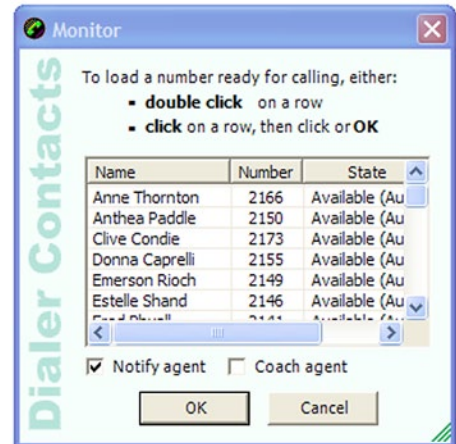 Monitor
Dialer Contacts
To load a number ready for calling, either:
▪ double click on a row
▪ click on a row, then click or OK
Name Number State
Anne Thornton 2166 Available (Au
Anthea Paddle 2150 Available (Au
Clive Condie 2173 Available (Au
Donna Caprelli 2155 Available (Au
Emerson Rioch 2149 Available (Au
Estelle Shand 2146 Available (Au
Notify agent Coach agent
OK Cancel